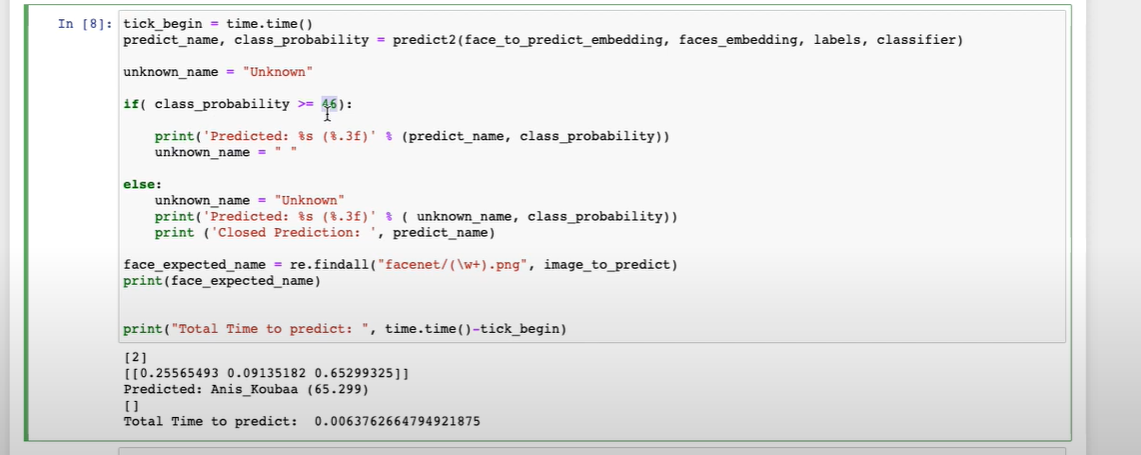 In [8]: tick_begin = time.time()
predict_name, class_probability = predict2(face_to_predict_embedding, faces_embedding, labels, classifier)
unknown_name = "Unknown"
if( class_probability >= 46):
print('Predicted: %s (%.3f)' % (predict_name, class_probability))
unknown_name = " "
else:
unknown_name = "Unknown"
print('Predicted: %s (%.3f)' % ( unknown_name, class_probability))
print ('Closed Prediction: ', predict_name)
face_expected_name = re.findall("facenet/(\w+).png", image_to_predict)
print(face_expected_name)
print("Total Time to predict: ", time.time()-tick_begin)
[2]
[[0.25565493 0.09135182 0.65299325]]
Predicted: Anis_Koubaa (65.299)
[]
Total Time to predict:  0.0063762664794921875